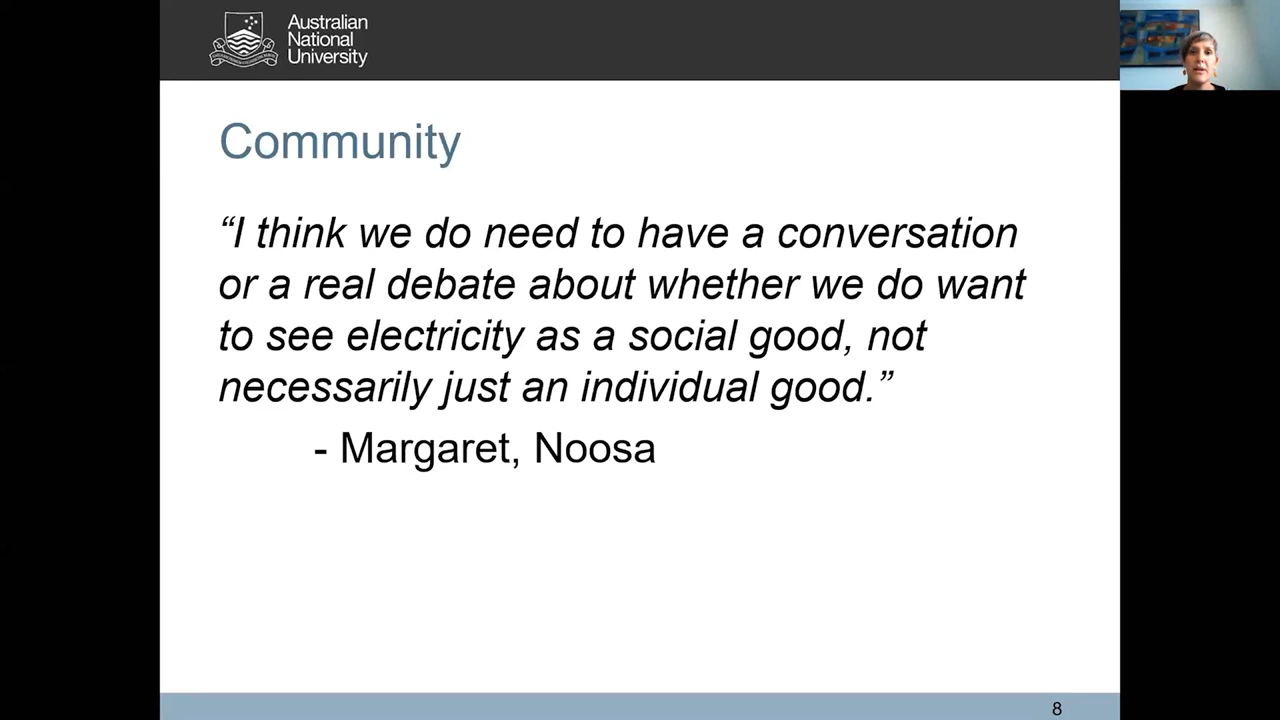 Australian
National
University
Community
“I think we do need to have a conversation
or a real debate about whether we do want
to see electricity as a social good, not
necessarily just an individual good.”
- Margaret, Noosa
8